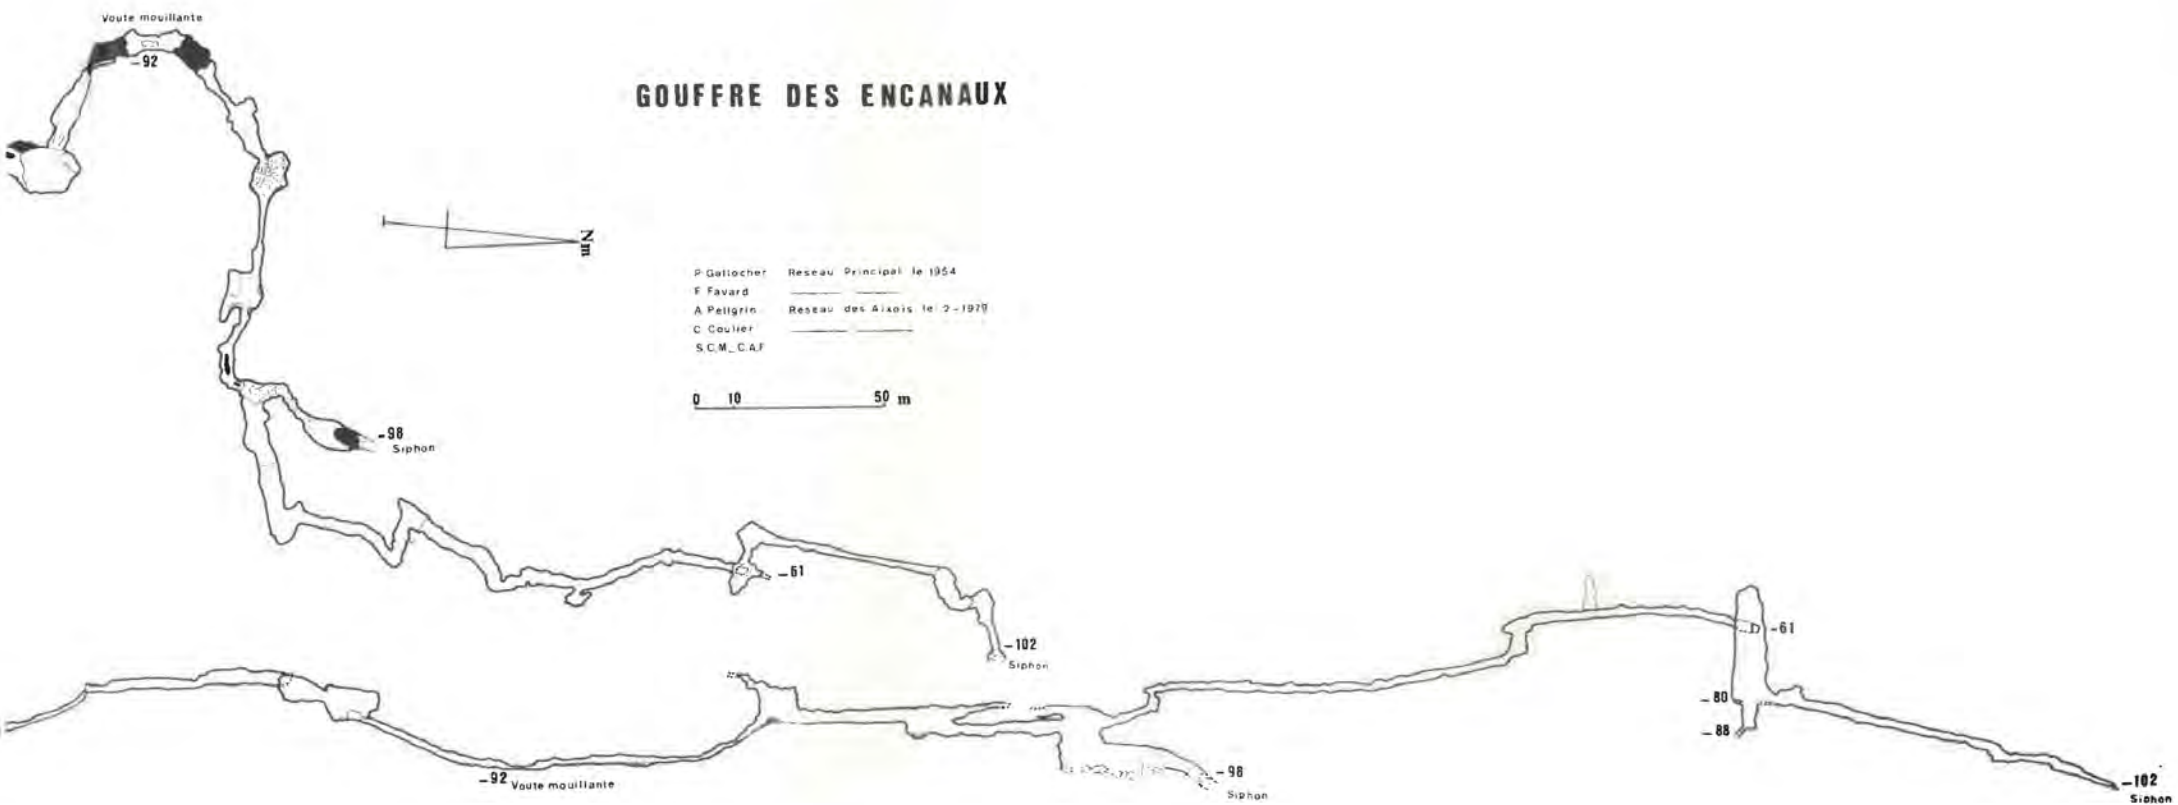 Voute mouillante
-92
GOUFFRE DES ENCANAUX
Nm
P Gallocher Reseau Principal le 1954
F Favard
A Pellgrin Reseau des Aixois le 2-1979
C Coulier
S.C.M_C.A.F
0 10 50 m
-98
Siphon
-61
-102
Siphon
-61
-80
-88
-92 Voute mouillante
-98
Siphon
-102
Siphon